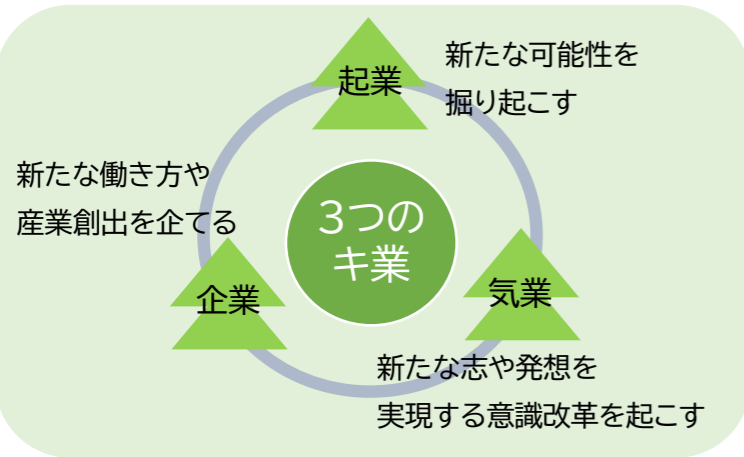 起業
新たな可能性を
掘り起こす
新たな働き方や
産業創出を企てる
3つの
キ業
企業
気業
新たな志や発想を
実現する意識改革を起こす